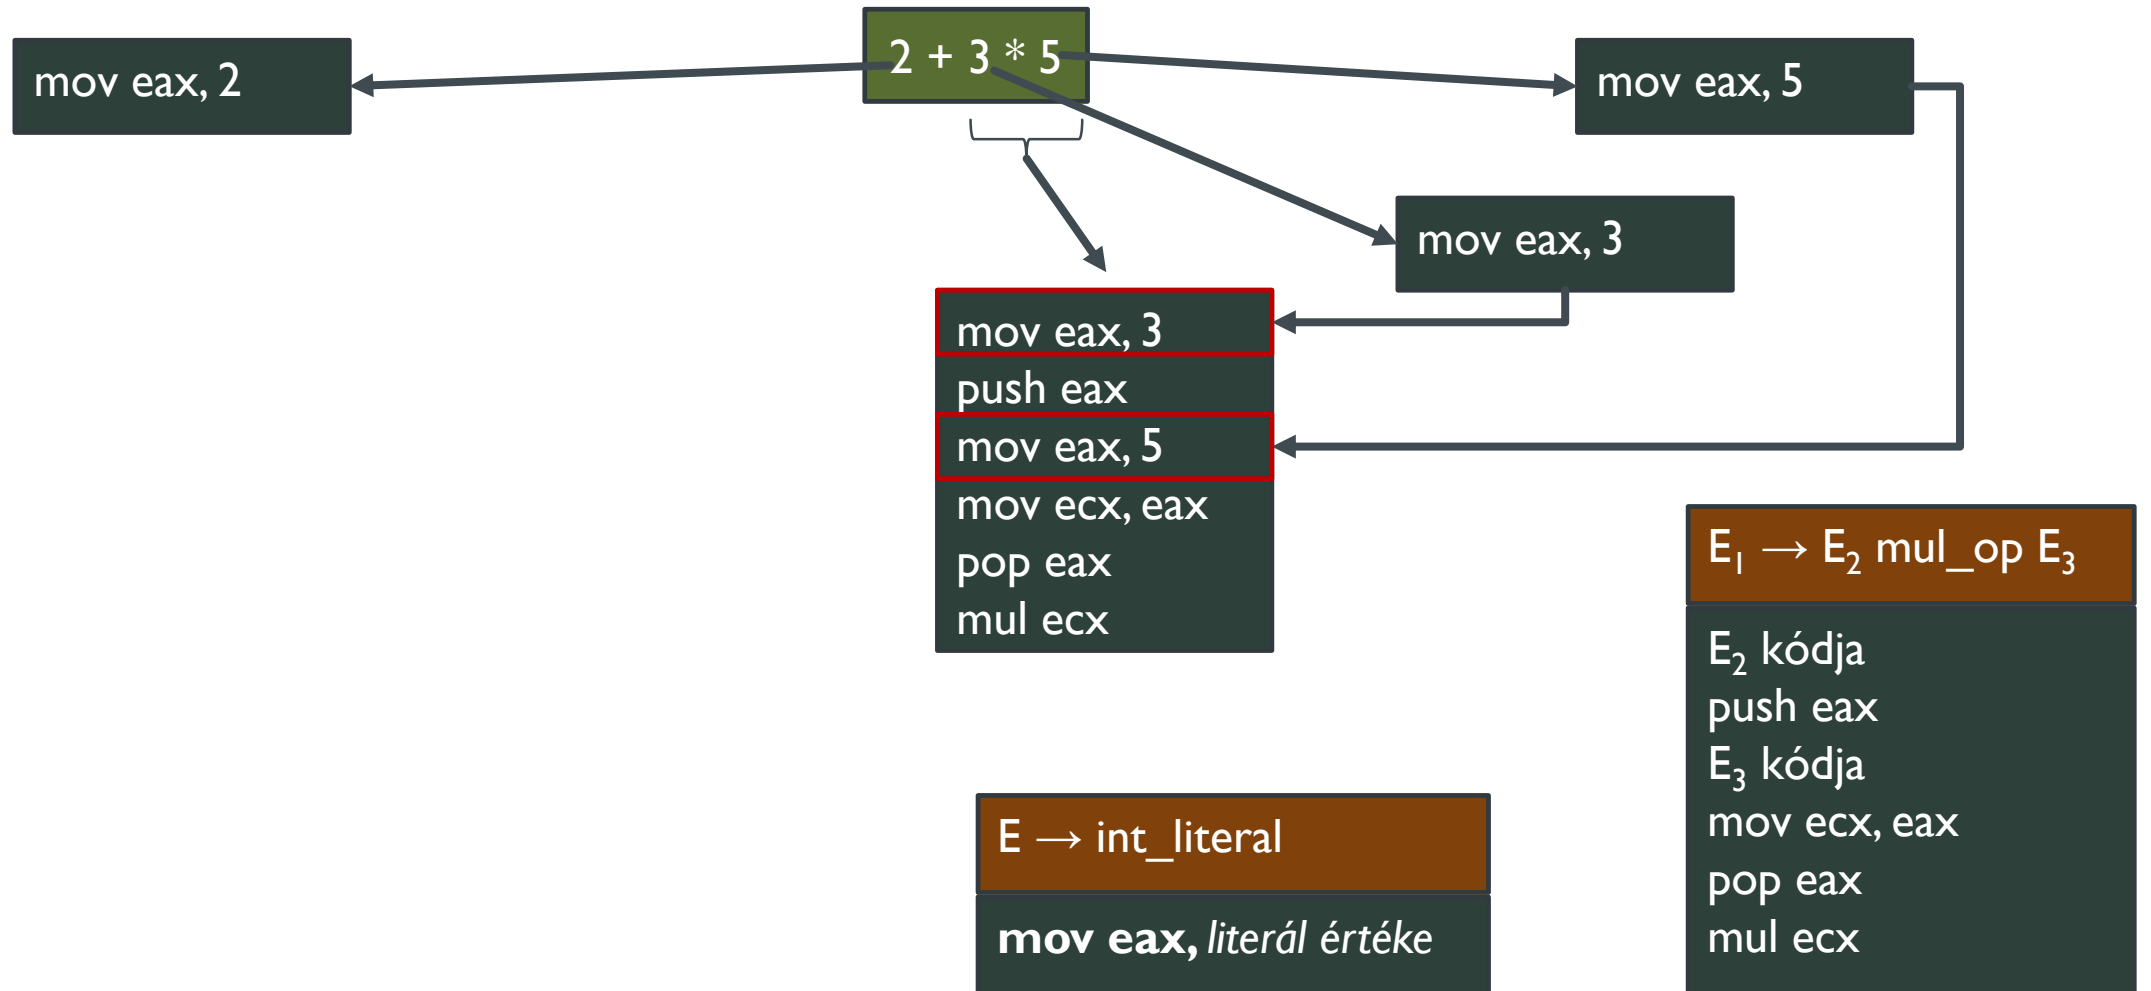 2 + 3 * 5
mov eax, 2
mov eax, 5
mov eax, 3
mov eax, 3
push eax
mov eax, 5
mov ecx, eax
pop eax
mul ecx
E → int_literal
mov eax, literál értéke
E₁ → E₂ mul_op E₃
E₂ kódja
push eax
E₃ kódja
mov ecx, eax
pop eax
mul ecx